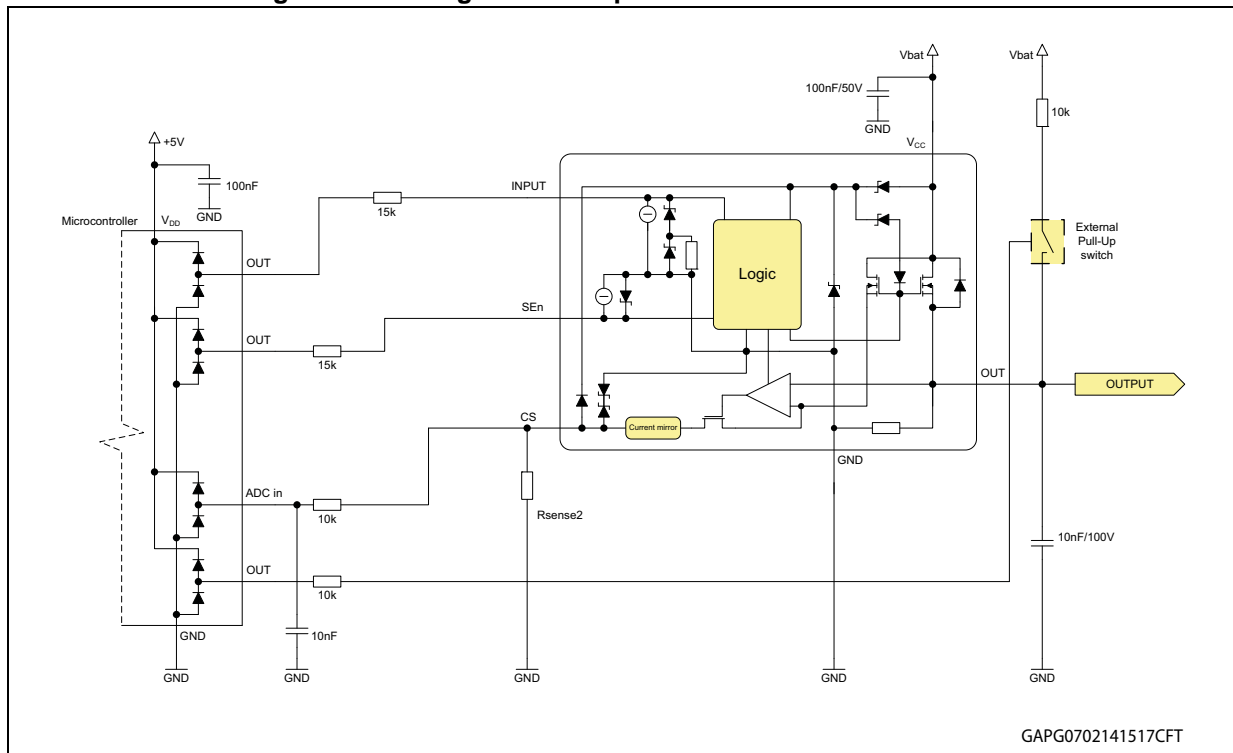 Vbat
Vbat
100nF/50V
GND
10k
+5V
100nF
GND
Microcontroller
VDD
VCC
INPUT
15k
OUT
External
Pull-Up
switch
Logic
SEn
OUT
15k
OUT
OUTPUT
CS
Current mirror
GND
ADC in
10k
Rsense2
10nF/100V
OUT
10k
GND
10nF
GND
GND
GND
GND
GND
GAPG0702141517CFT